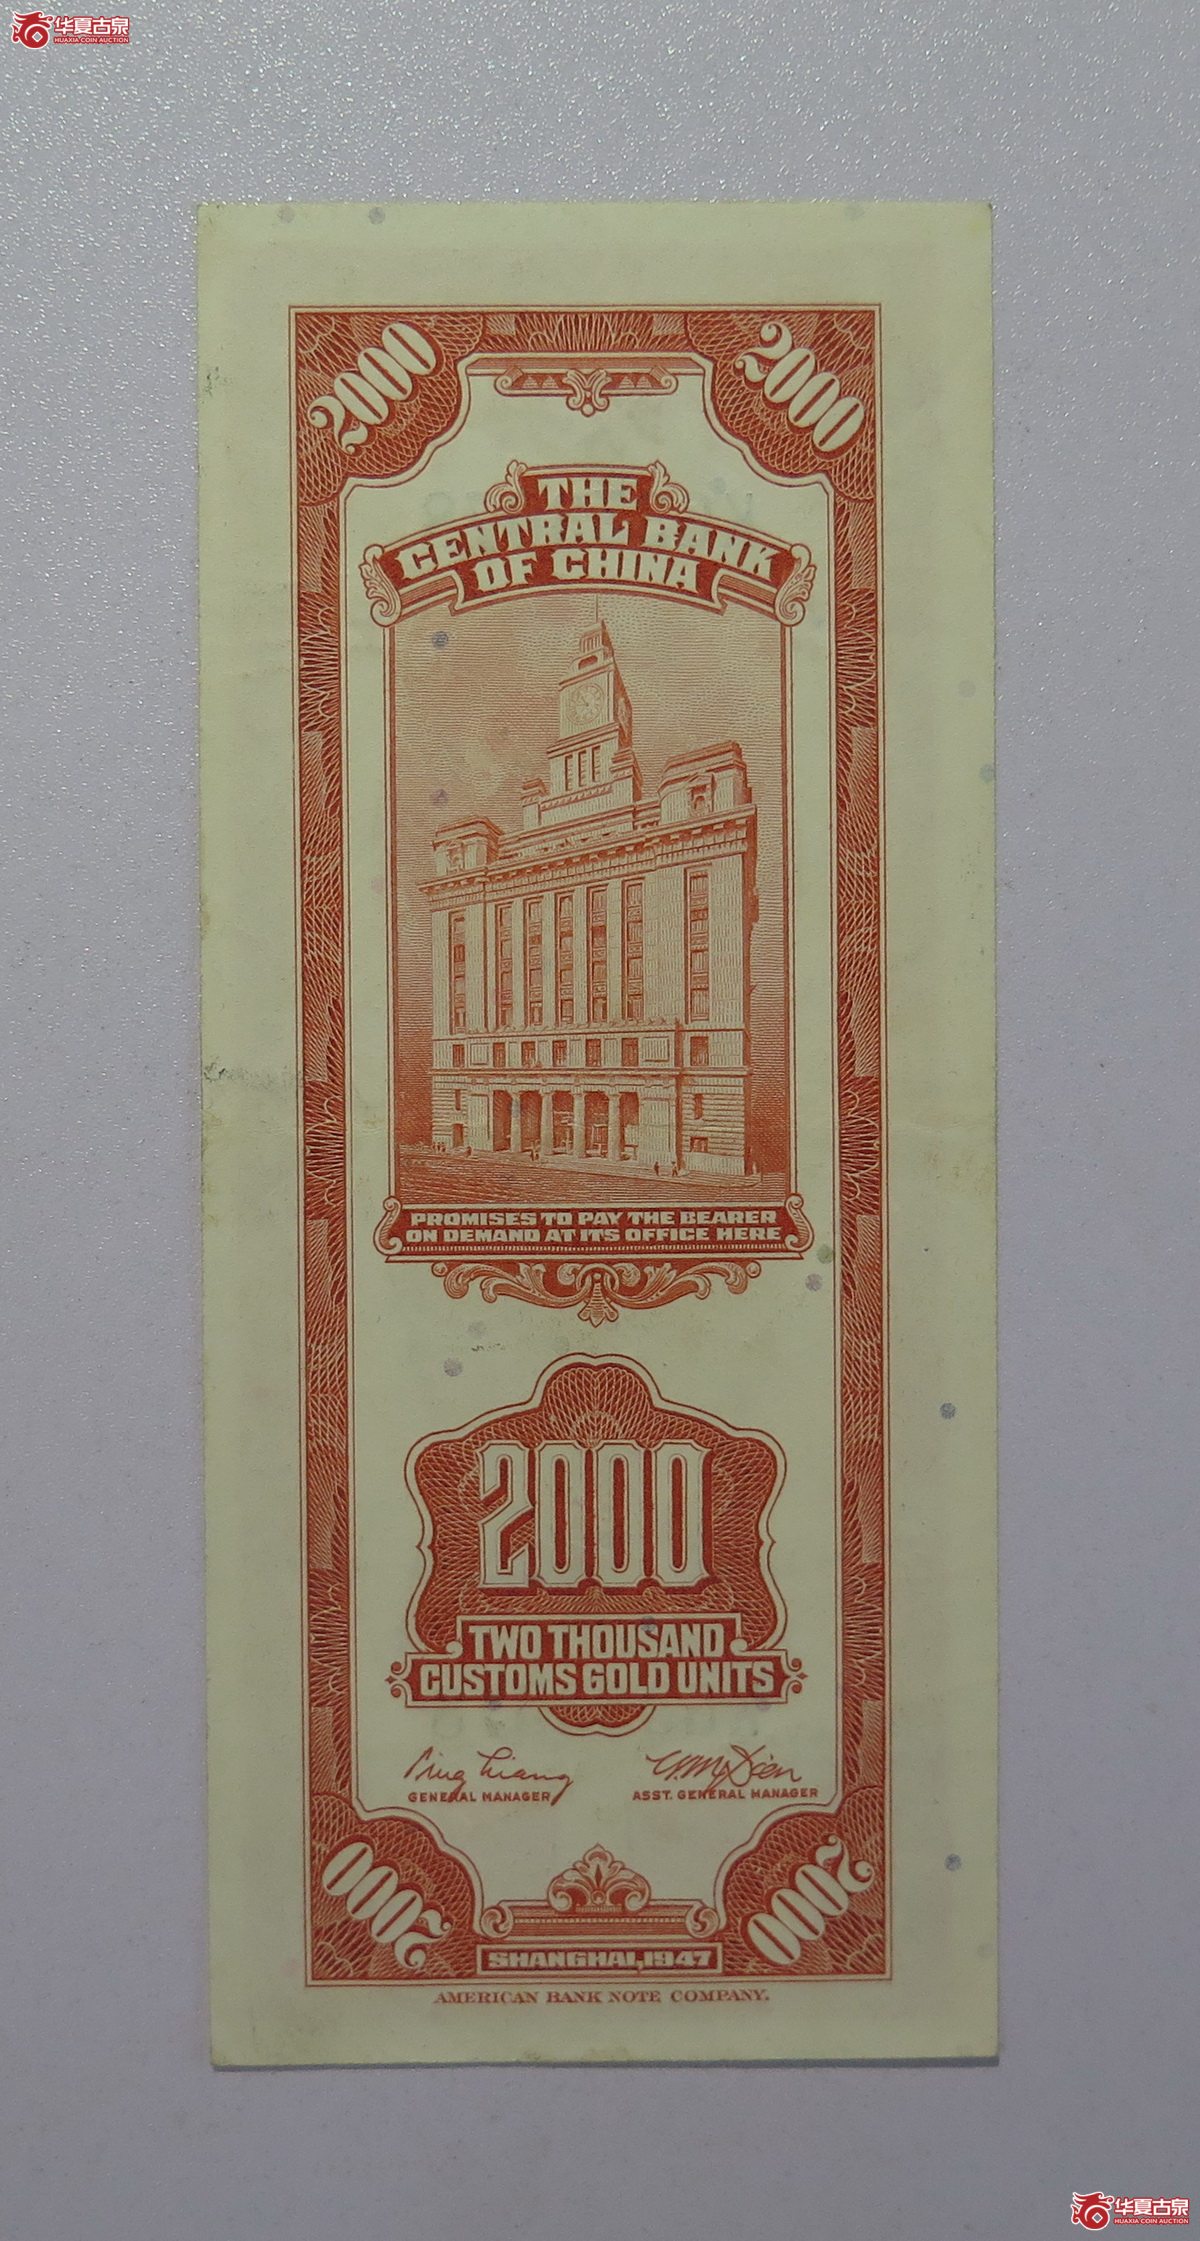 华夏古泉
HUAXIA COIN AUCTION
2000
2000
THE
CENTRAL BANK
OF CHINA
PROMISES TO PAY THE BEARER
ON DEMAND AT ITS OFFICE HERE
2000
TWO THOUSAND
CUSTOMS GOLD UNITS
GENERAL MANAGER
ASST. GENERAL MANAGER
2000
2000
SHANGHAI, 1947
AMERICAN BANK NOTE COMPANY.
华夏古泉
HUAXIA COIN AUCTION